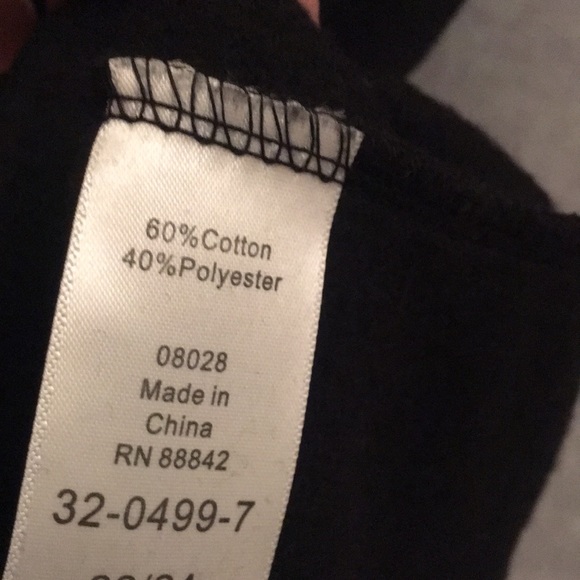 60%Cotton
40%Polyester
08028
Made in
China
RN 88842
32-0499-7